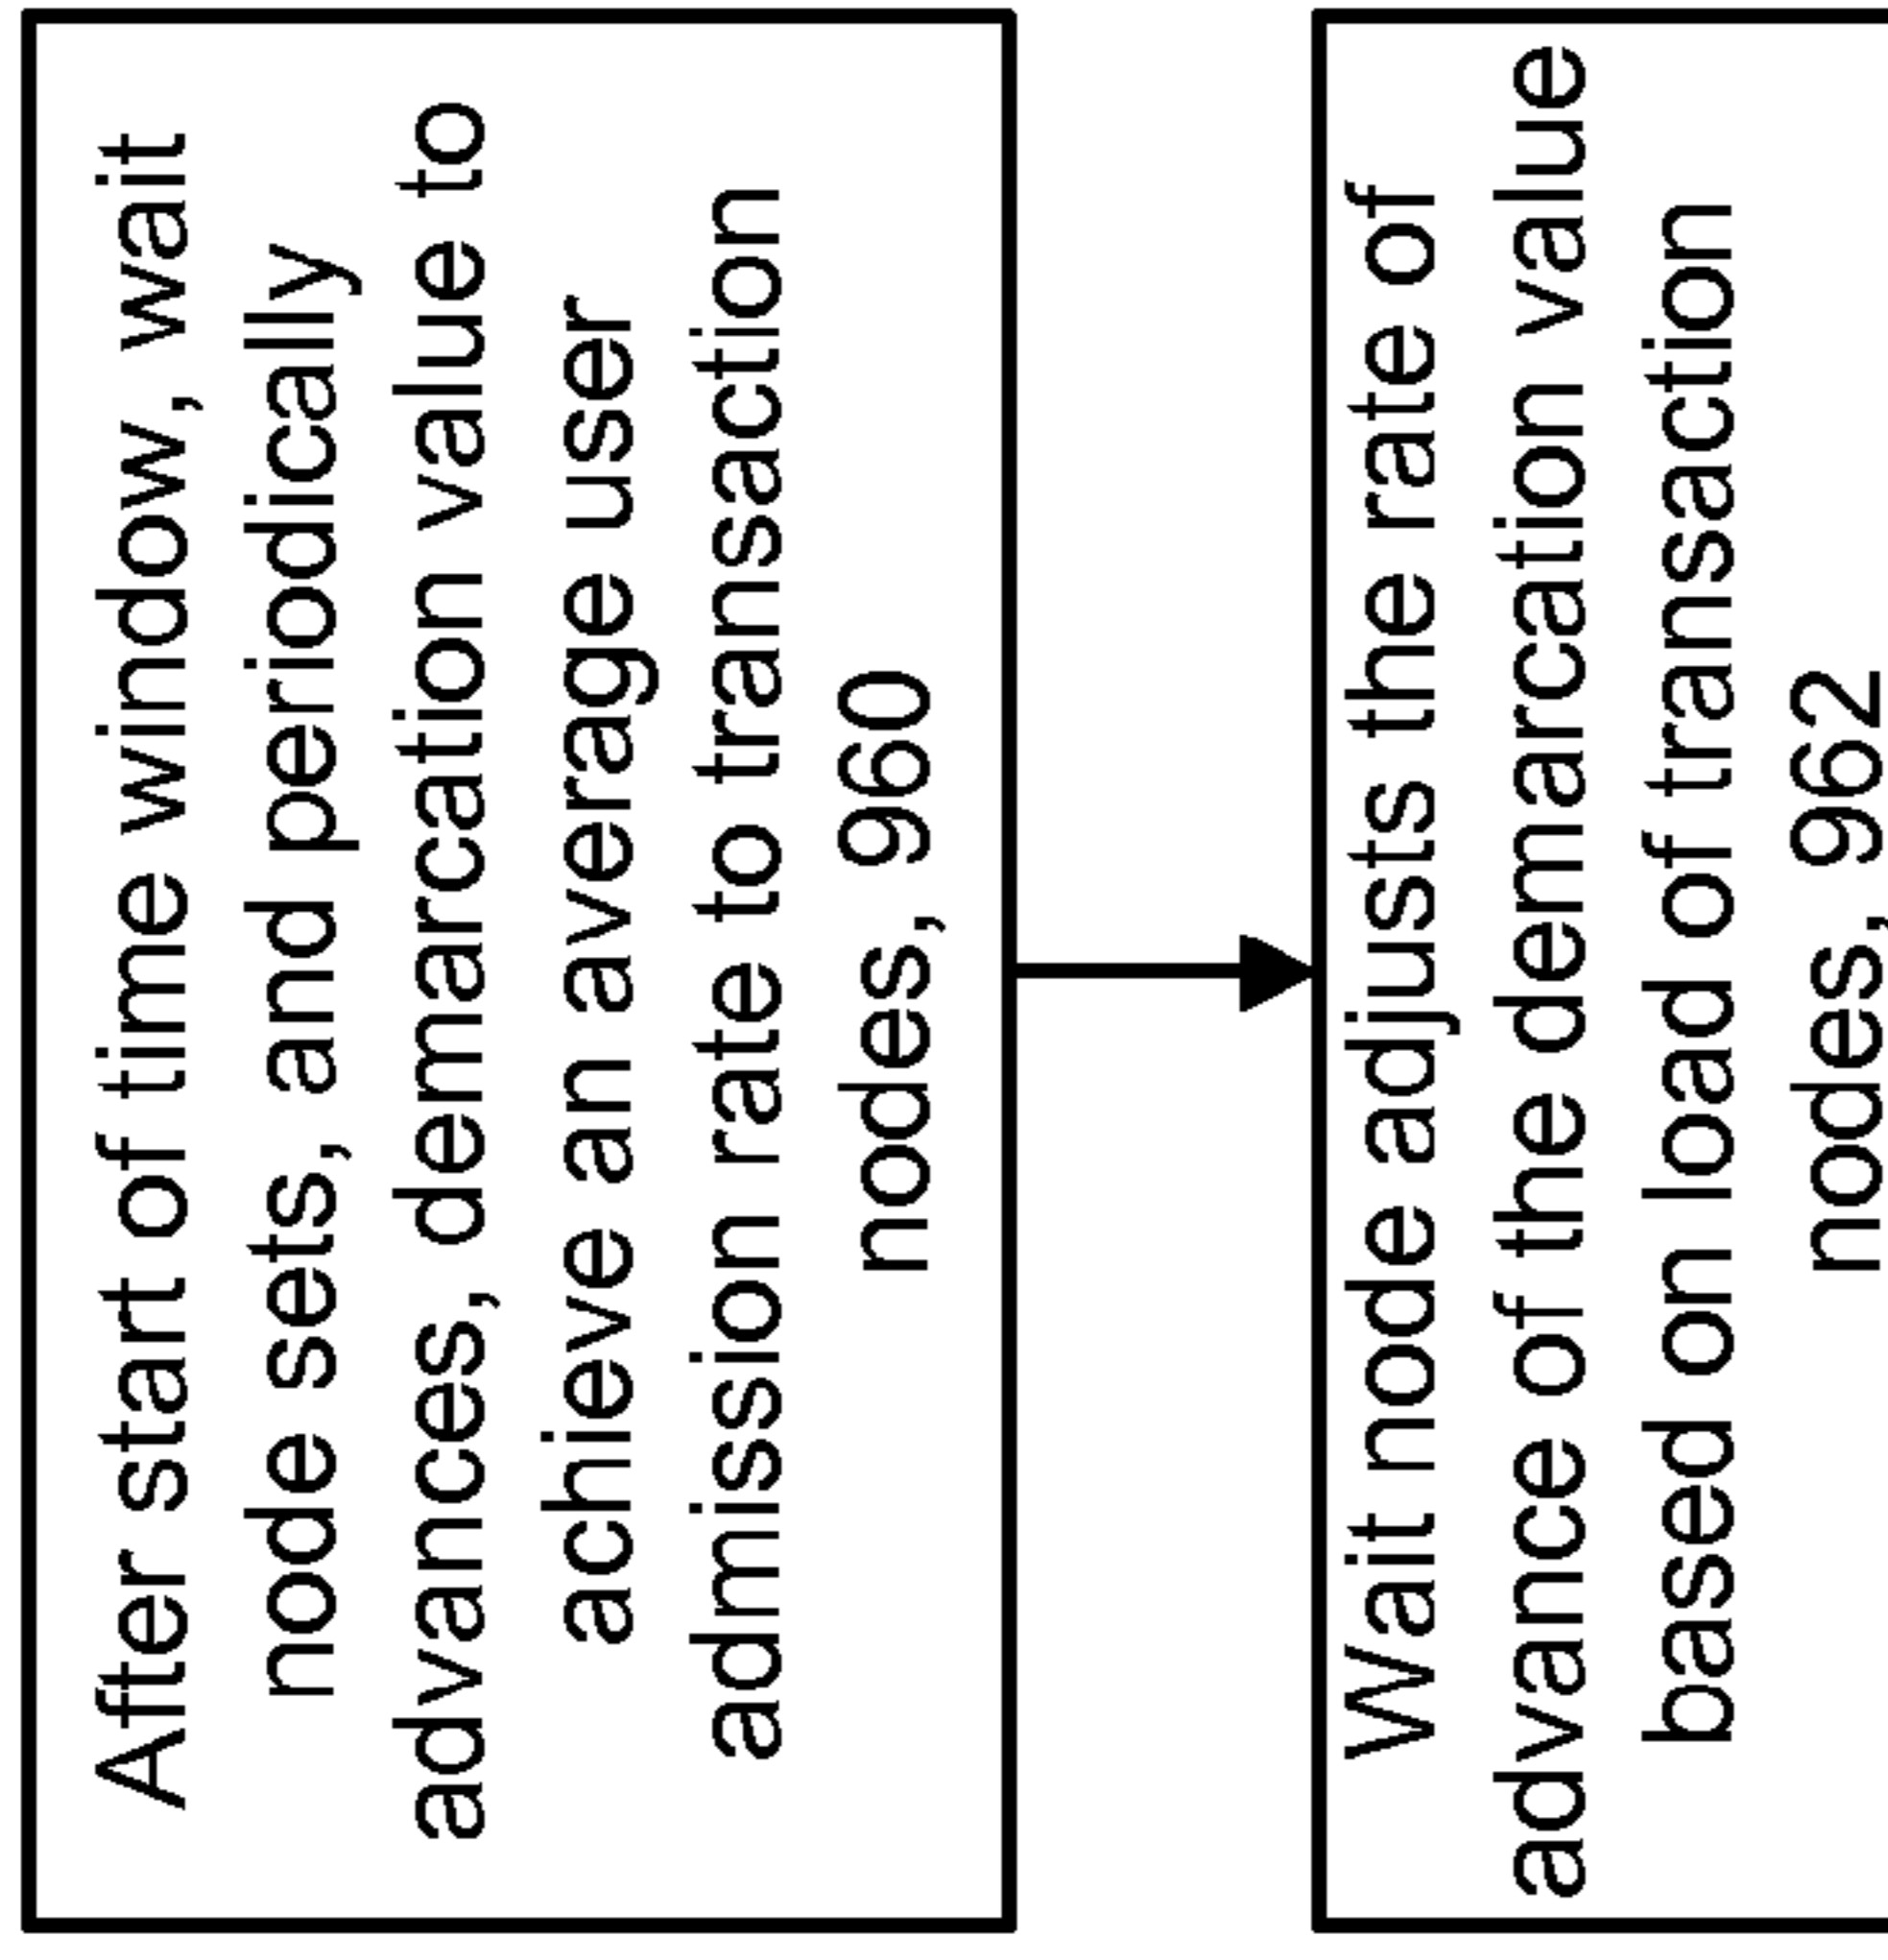 After start of time window, wait
node sets, and periodically
advances, demarcation value to
achieve an average user
admission rate to transaction
nodes, 960
Wait node adjusts the rate of
advance of the demarcation value
based on load of transaction
nodes, 962